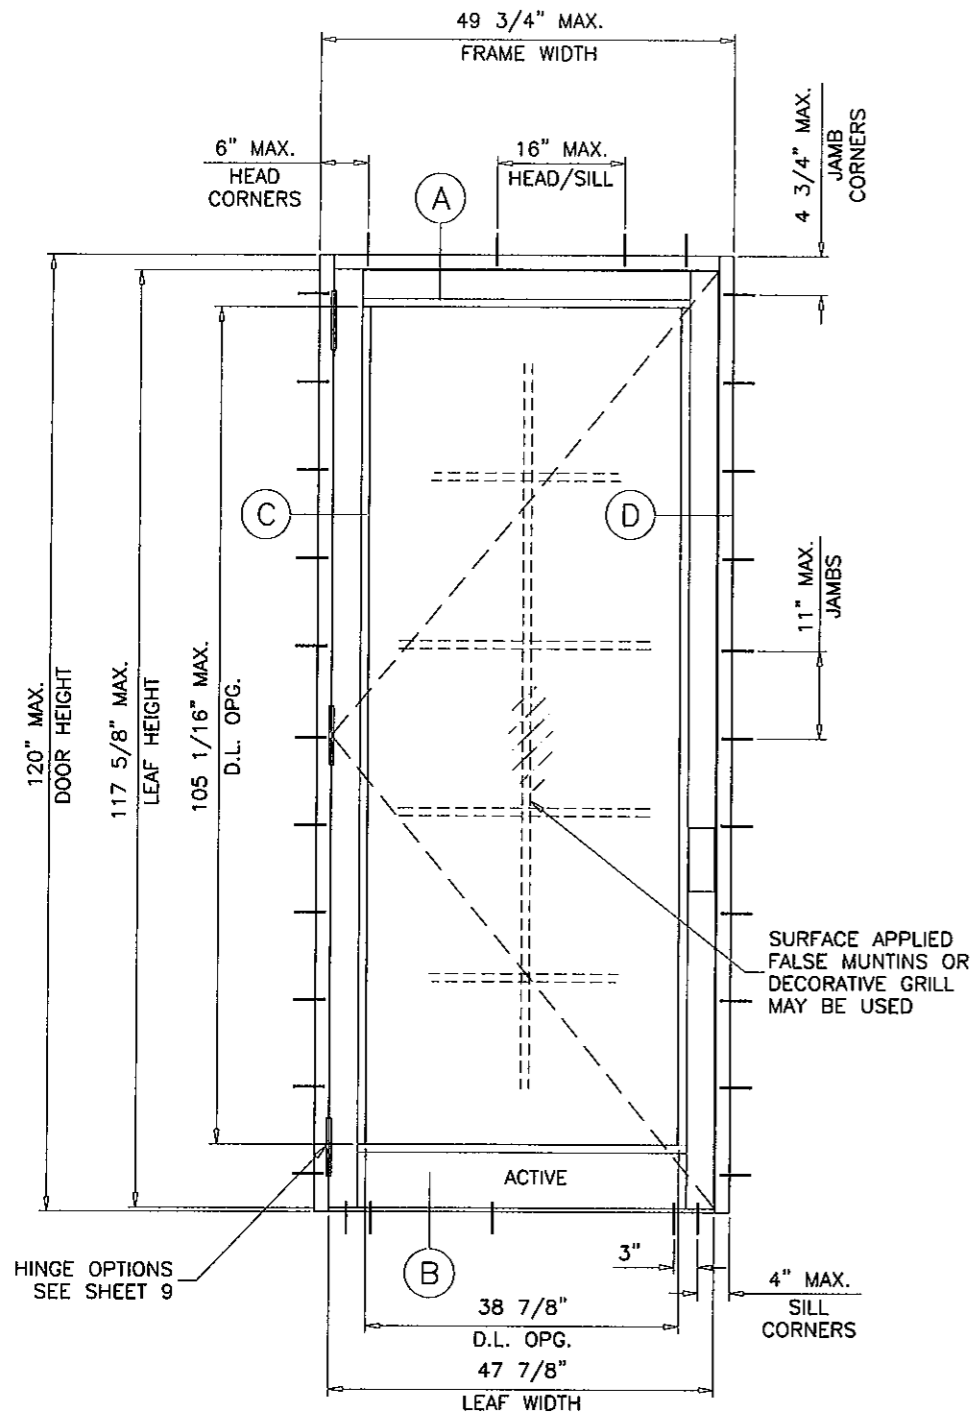 49 3/4" MAX.
FRAME WIDTH
6" MAX.
HEAD
CORNERS
16" MAX.
HEAD/SILL
4 3/4" MAX.
JAMB
CORNERS
A
C
D
11" MAX.
JAMBS
120" MAX.
DOOR HEIGHT
117 5/8" MAX.
LEAF HEIGHT
105 1/16" MAX.
D.L. OPG.
SURFACE APPLIED
FALSE MUNTINS OR
DECORATIVE GRILL
MAY BE USED
ACTIVE
HINGE OPTIONS
SEE SHEET 9
B
3"
4" MAX.
SILL
CORNERS
38 7/8"
D.L. OPG.
47 7/8"
LEAF WIDTH